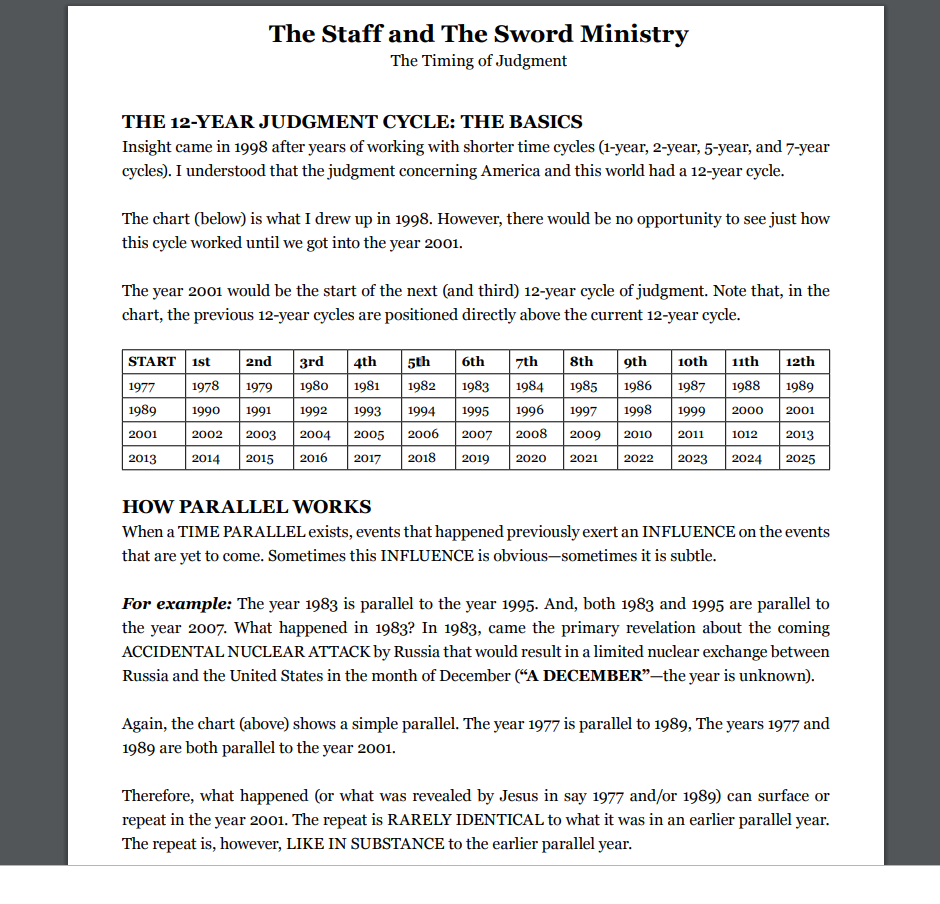 The Staff and The Sword Ministry
The Timing of Judgment
THE 12-YEAR JUDGMENT CYCLE: THE BASICS
Insight came in 1998 after years of working with shorter time cycles (1-year, 2-year, 5-year, and 7-year
cycles). I understood that the judgment concerning America and this world had a 12-year cycle.
The chart (below) is what I drew up in 1998. However, there would be no opportunity to see just how
this cycle worked until we got into the year 2001.
The year 2001 would be the start of the next (and third) 12-year cycle of judgment. Note that, in the
chart, the previous 12-year cycles are positioned directly above the current 12-year cycle.
START 1st 2nd 3rd 4th 5th 6th 7th 8th 9th 10th 11th 12th
1977 1978 1979 1980 1981 1982 1983 1984 1985 1986 1987 1988 1989
1989 1990 1991 1992 1993 1994 1995 1996 1997 1998 1999 2000 2001
2001 2002 2003 2004 2005 2006 2007 2008 2009 2010 2011 1012 2013
2013 2014 2015 2016 2017 2018 2019 2020 2021 2022 2023 2024 2025
HOW PARALLEL WORKS
When a TIME PARALLEL exists, events that happened previously exert an INFLUENCE on the events
that are yet to come. Sometimes this INFLUENCE is obvious—sometimes it is subtle.
For example: The year 1983 is parallel to the year 1995. And, both 1983 and 1995 are parallel to
the year 2007. What happened in 1983? In 1983, came the primary revelation about the coming
ACCIDENTAL NUCLEAR ATTACK by Russia that would result in a limited nuclear exchange between
Russia and the United States in the month of December (“A DECEMBER”—the year is unknown).
Again, the chart (above) shows a simple parallel. The year 1977 is parallel to 1989, The years 1977 and
1989 are both parallel to the year 2001.
Therefore, what happened (or what was revealed by Jesus in say 1977 and/or 1989) can surface or
repeat in the year 2001. The repeat is RARELY IDENTICAL to what it was in an earlier parallel year.
The repeat is, however, LIKE IN SUBSTANCE to the earlier parallel year.